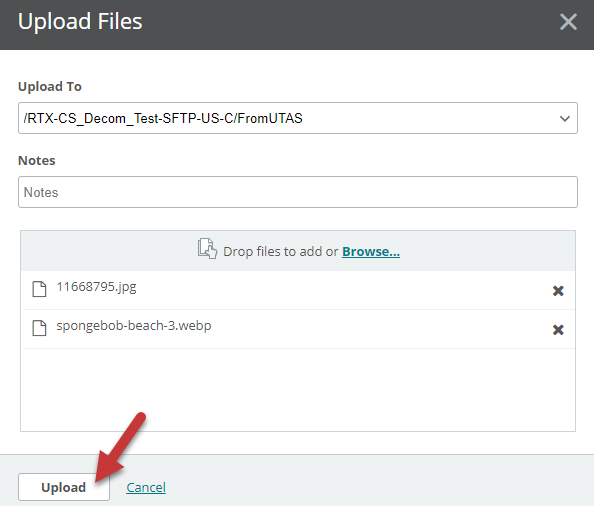 Upload Files
Upload To
/RTX-CS_Decom_Test-SFTP-US-C/FromUTAS
Notes
Notes
Drop files to add or Browse...
11668795.jpg
spongebob-beach-3.webp
Upload Cancel